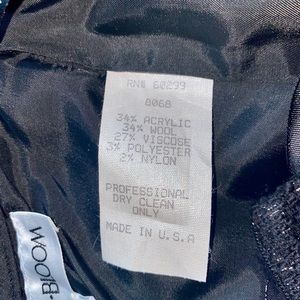 RN# 60299
8068
34% ACRYLIC
34% WOOL
27% VISCOSE
3% POLYESTER
2% NYLON
PROFESSIONAL
DRY CLEAN
ONLY
MADE IN U.S.A